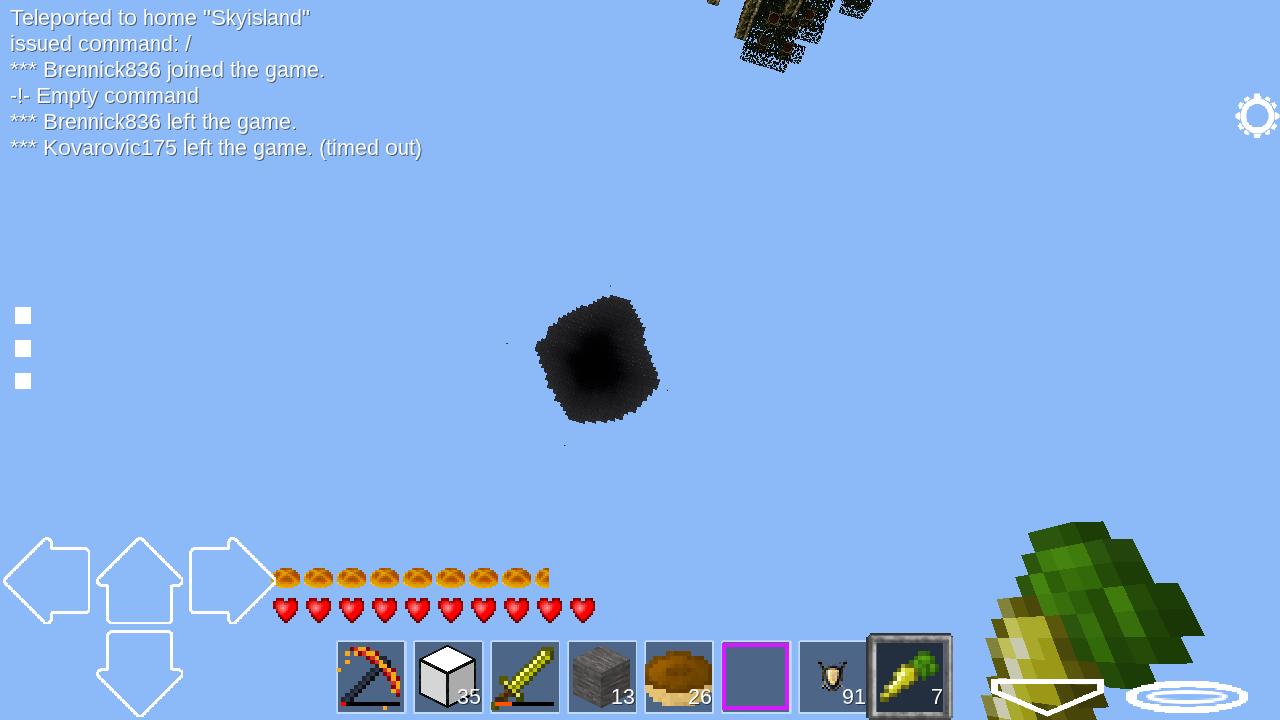 Teleported to home "Skyisland"
issued command: /
*** Brennick836 joined the game.
-!- Empty command
*** Brennick836 left the game.
*** Kovarovic175 left the game. (timed out)
35
13
26
91
7